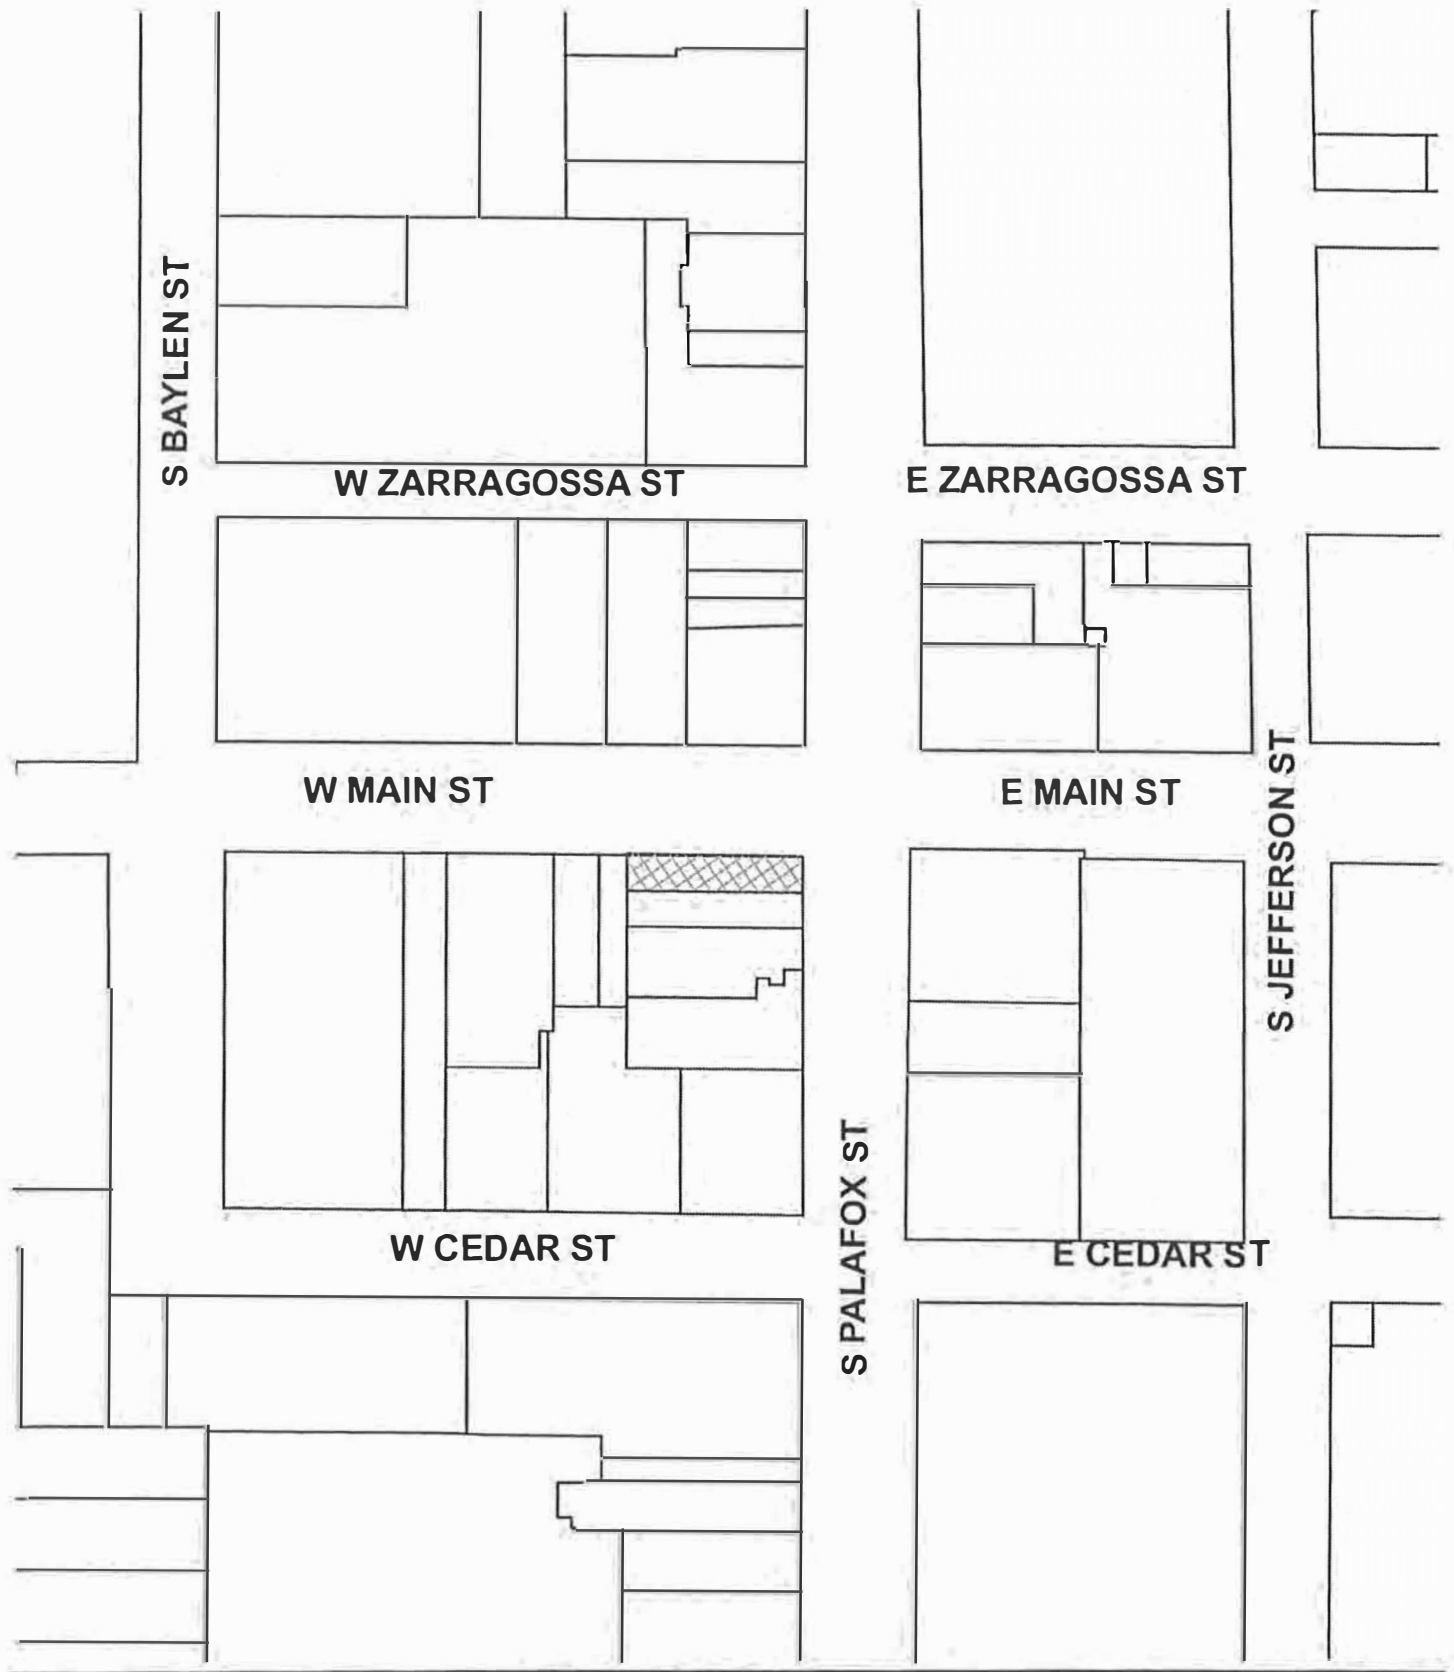 S BAYLEN ST
W ZARRAGOSSA ST
E ZARRAGOSSA ST
W MAIN ST
E MAIN ST
S JEFFERSON ST
S PALAFOX ST
W CEDAR ST
E CEDAR ST